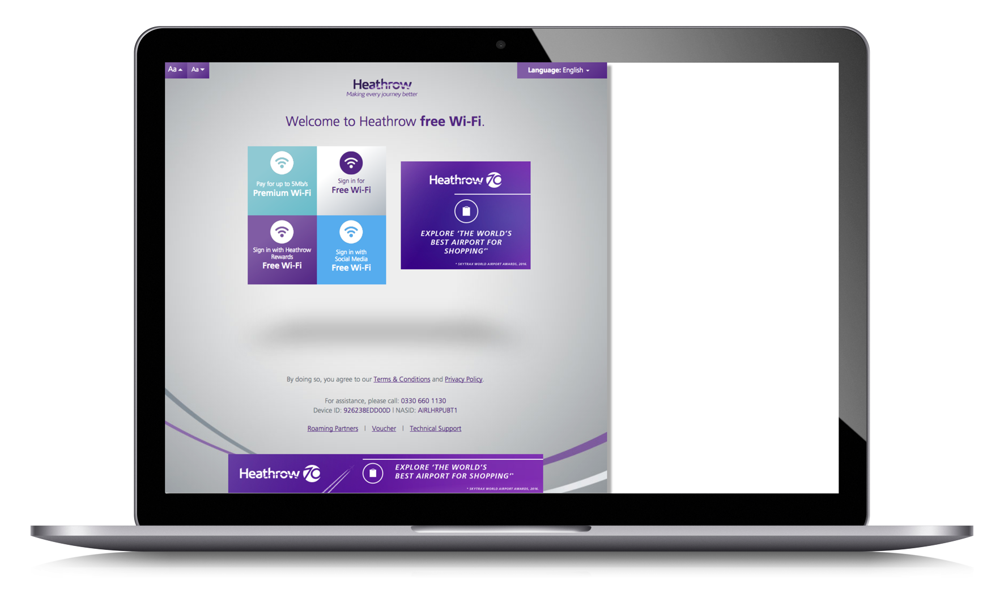 Aa Aa
Language: English
Heathrow
Making every journey better
Welcome to Heathrow free Wi-Fi.
Pay for up to 5Mb/s
Premium Wi-Fi
Sign in for
Free Wi-Fi
Sign in with Heathrow
Rewards
Free Wi-Fi
Sign in with
Social Media
Free Wi-Fi
Heathrow 70
EXPLORE ‘THE WORLD’S
BEST AIRPORT FOR
SHOPPING’*
* SKYTRAX WORLD AIRPORT AWARDS, 2016.
By doing so, you agree to our Terms & Conditions and Privacy Policy.
For assistance, please call: 0330 660 1130
Device ID: 926238EDD00D | NASID: AIRLHRPUBT1
Roaming Partners | Voucher | Technical Support
Heathrow 70
EXPLORE ‘THE WORLD’S
BEST AIRPORT FOR SHOPPING’*
* SKYTRAX WORLD AIRPORT AWARDS, 2016.